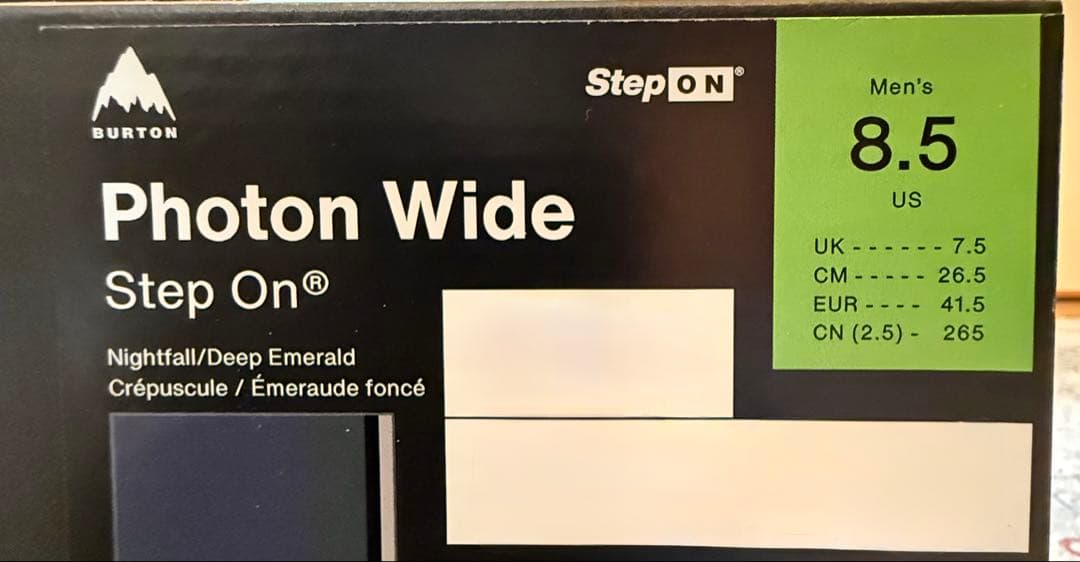 BURTON
StepON®
Photon Wide
Step On®
Nightfall/Deep Emerald
Crépuscule / Émeraude foncé
Men's
8.5
US
UK - - - - - - 7.5
CM - - - - - 26.5
EUR - - - - 41.5
CN (2.5) - 265